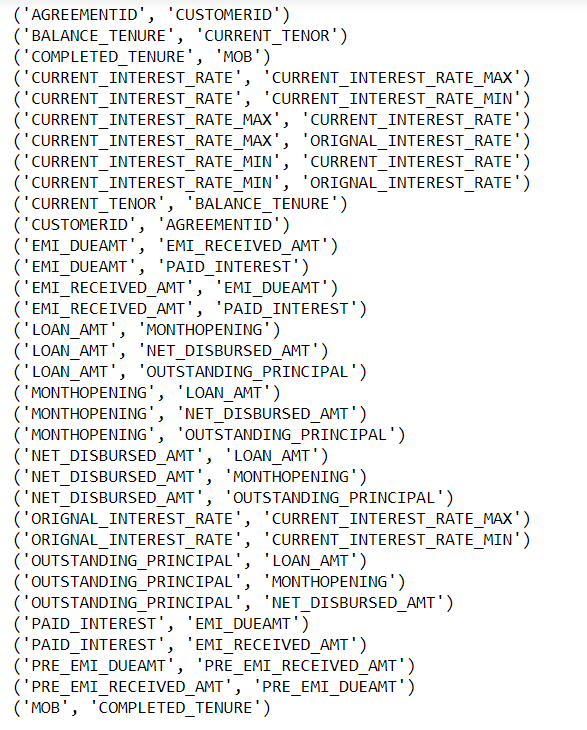 ('AGREEMENTID', 'CUSTOMERID')
('BALANCE_TENURE', 'CURRENT_TENOR')
('COMPLETED_TENURE', 'MOB')
('CURRENT_INTEREST_RATE', 'CURRENT_INTEREST_RATE_MAX')
('CURRENT_INTEREST_RATE', 'CURRENT_INTEREST_RATE_MIN')
('CURRENT_INTEREST_RATE_MAX', 'CURRENT_INTEREST_RATE')
('CURRENT_INTEREST_RATE_MAX', 'ORIGNAL_INTEREST_RATE')
('CURRENT_INTEREST_RATE_MIN', 'CURRENT_INTEREST_RATE')
('CURRENT_INTEREST_RATE_MIN', 'ORIGNAL_INTEREST_RATE')
('CURRENT_TENOR', 'BALANCE_TENURE')
('CUSTOMERID', 'AGREEMENTID')
('EMI_DUEAMT', 'EMI_RECEIVED_AMT')
('EMI_DUEAMT', 'PAID_INTEREST')
('EMI_RECEIVED_AMT', 'EMI_DUEAMT')
('EMI_RECEIVED_AMT', 'PAID_INTEREST')
('LOAN_AMT', 'MONTHOPENING')
('LOAN_AMT', 'NET_DISBURSED_AMT')
('LOAN_AMT', 'OUTSTANDING_PRINCIPAL')
('MONTHOPENING', 'LOAN_AMT')
('MONTHOPENING', 'NET_DISBURSED_AMT')
('MONTHOPENING', 'OUTSTANDING_PRINCIPAL')
('NET_DISBURSED_AMT', 'LOAN_AMT')
('NET_DISBURSED_AMT', 'MONTHOPENING')
('NET_DISBURSED_AMT', 'OUTSTANDING_PRINCIPAL')
('ORIGNAL_INTEREST_RATE', 'CURRENT_INTEREST_RATE_MAX')
('ORIGNAL_INTEREST_RATE', 'CURRENT_INTEREST_RATE_MIN')
('OUTSTANDING_PRINCIPAL', 'LOAN_AMT')
('OUTSTANDING_PRINCIPAL', 'MONTHOPENING')
('OUTSTANDING_PRINCIPAL', 'NET_DISBURSED_AMT')
('PAID_INTEREST', 'EMI_DUEAMT')
('PAID_INTEREST', 'EMI_RECEIVED_AMT')
('PRE_EMI_DUEAMT', 'PRE_EMI_RECEIVED_AMT')
('PRE_EMI_RECEIVED_AMT', 'PRE_EMI_DUEAMT')
('MOB', 'COMPLETED_TENURE')